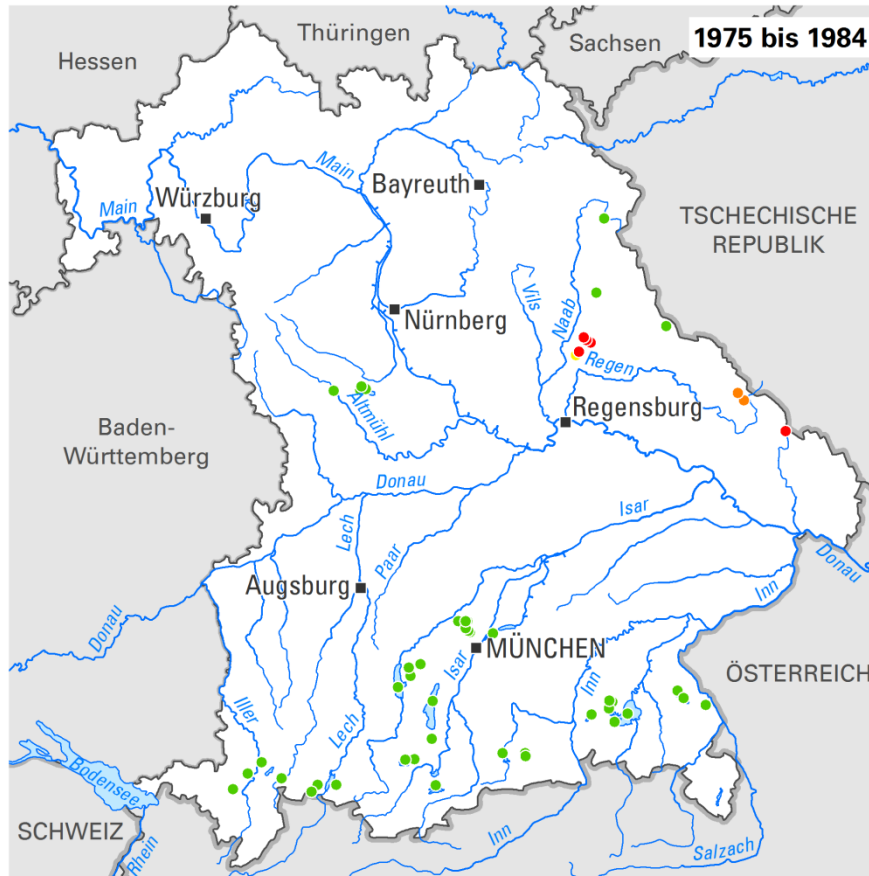 Thüringen
Sachsen
1975 bis 1984
Hessen
Main
Bayreuth
Würzburg
Main
TSCHECHISCHE
REPUBLIK
Vils
Naab
Nürnberg
Regen
Altmühl
Regensburg
Baden-
Württemberg
Donau
Isar
Lech
Paar
Donau
Augsburg
Inn
Donau
MÜNCHEN
Isar
ÖSTERREICH
Inn
Iller
Lech
Bodensee
SCHWEIZ
Rhein
Inn
Salzach